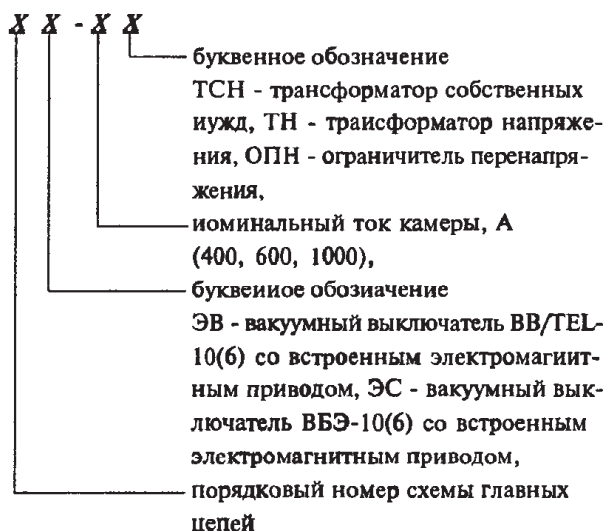 X X - X X
буквенное обозначение
ТСН - трансформатор собственных
иужд, ТН - траисформатор напряже-
ния, ОПН - ограничитель перенапря-
жения,
иоминальный ток камеры, А
(400, 600, 1000),
буквеииое обозиачение
ЭВ - вакуумный выключатель ВВ/TEL-
10(6) со встроенным электромагиит-
ным приводом, ЭС - вакуумный вык-
лючатель ВБЭ-10(6) со встроенным
электромагнитным приводом,
порядковый номер схемы главных
цепей